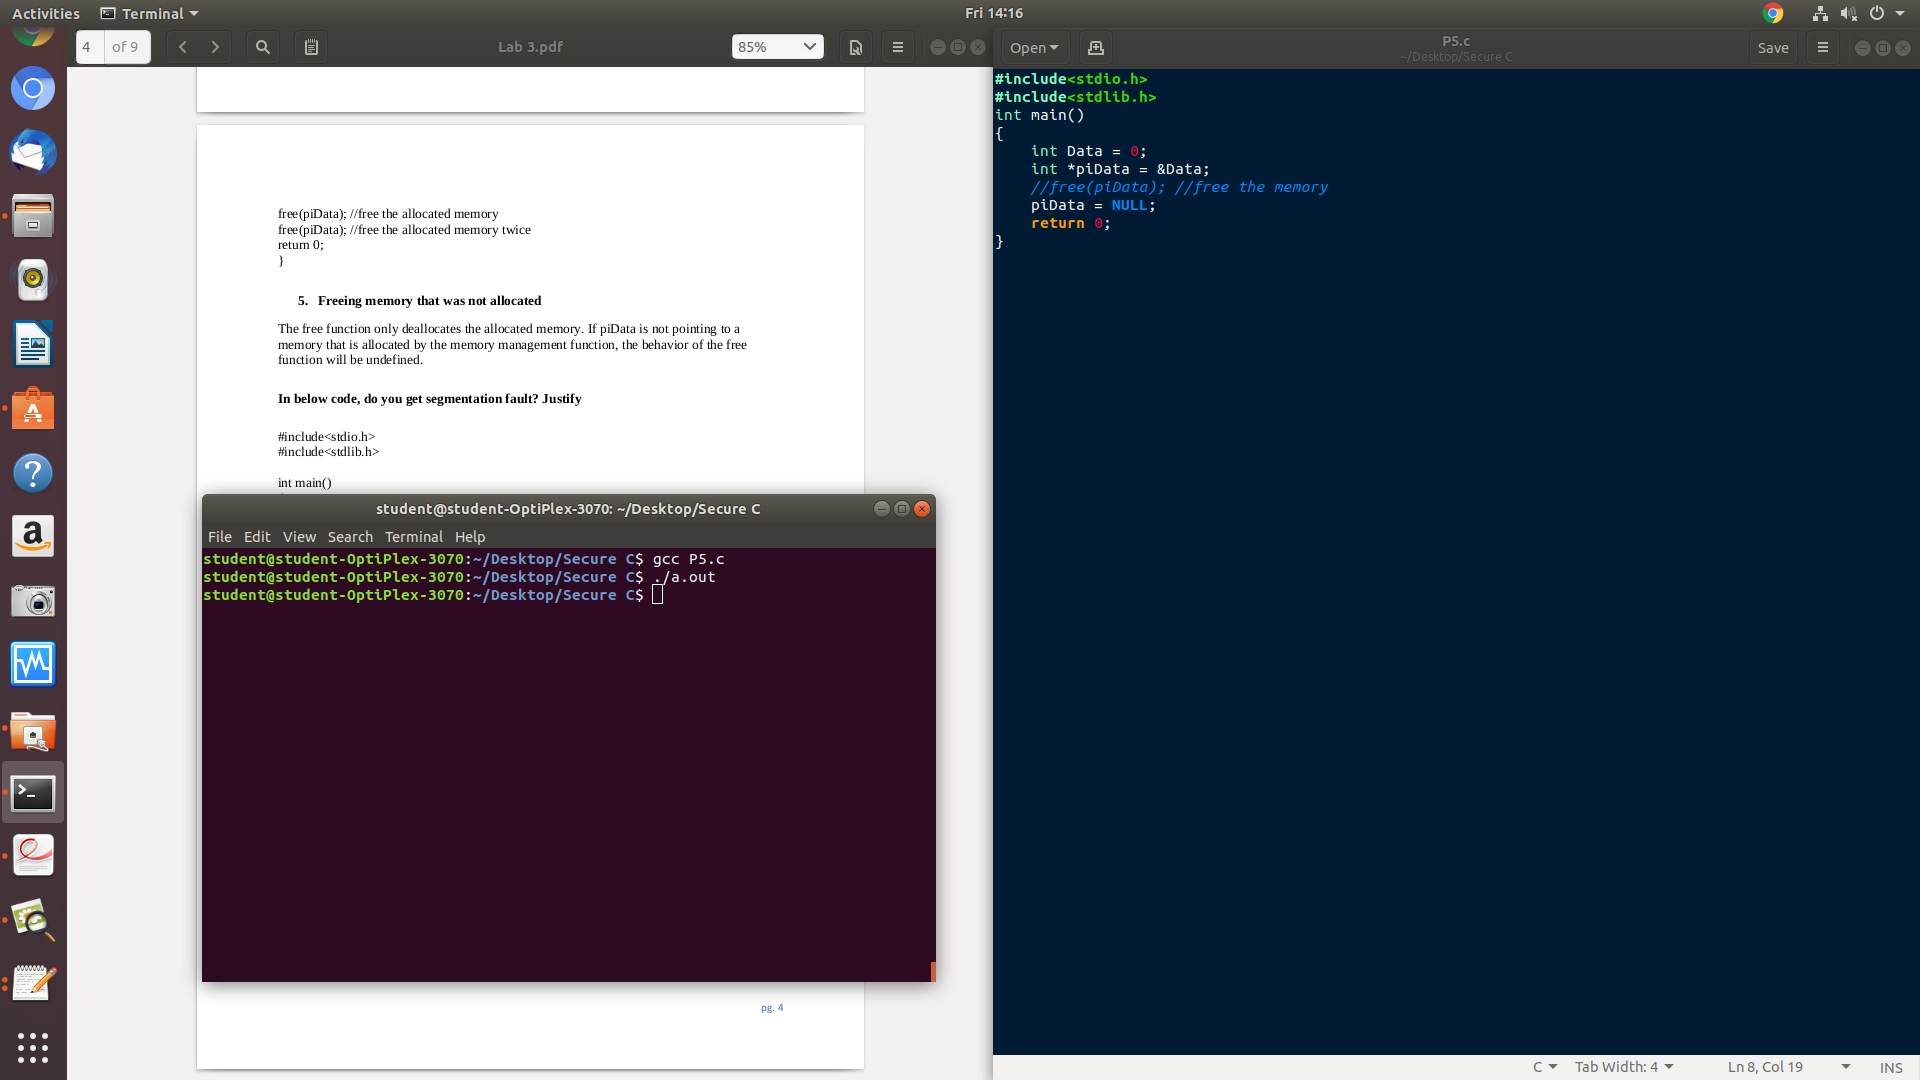 Activities
Terminal
Fri 14:16
4 of 9
Lab 3.pdf
85%
Open
P5.c
~/Desktop/Secure C
Save
free(piData); //free the allocated memory
free(piData); //free the allocated memory twice
return 0;
}
5. Freeing memory that was not allocated
The free function only deallocates the allocated memory. If piData is not pointing to a
memory that is allocated by the memory management function, the behavior of the free
function will be undefined.
In below code, do you get segmentation fault? Justify
#include<stdio.h>
#include<stdlib.h>
int main()
student@student-OptiPlex-3070: ~/Desktop/Secure C
File Edit View Search Terminal Help
student@student-OptiPlex-3070:~/Desktop/Secure C$ gcc P5.c
student@student-OptiPlex-3070:~/Desktop/Secure C$ ./a.out
student@student-OptiPlex-3070:~/Desktop/Secure C$
pg. 4
#include<stdio.h>
#include<stdlib.h>
int main()
{
    int Data = 0;
    int *piData = &Data;
    //free(piData); //free the memory
    piData = NULL;
    return 0;
}
C
Tab Width: 4
Ln 8, Col 19
INS